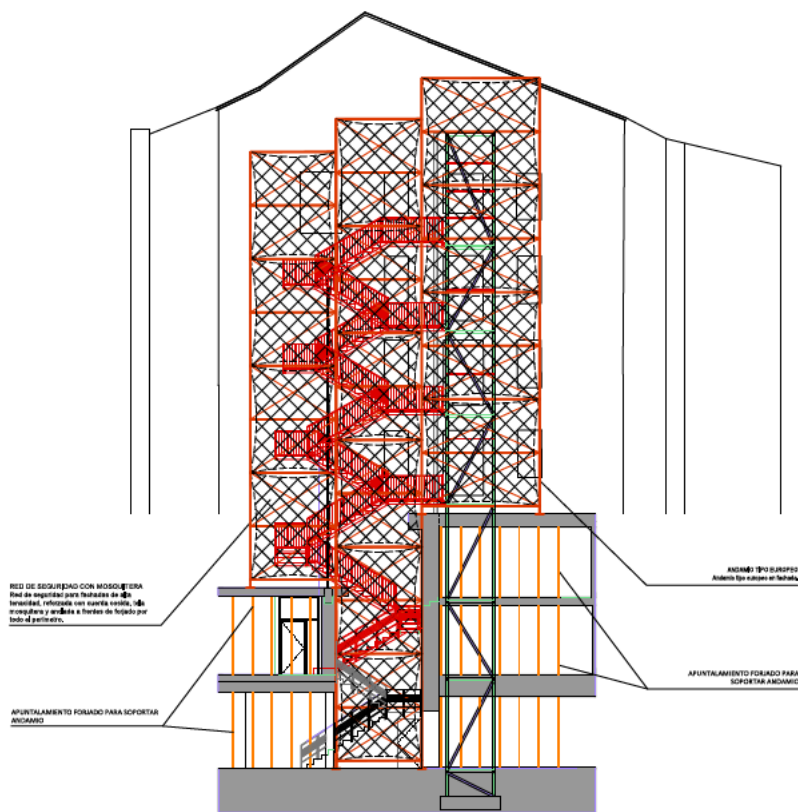 RED DE SEGURIDAD CON MOSQUITERA
Red de seguridad para fachadas de alta
tenacidad, reforzada con cuerda cosida, tela
mosquitera y anclada a frentes de forjado por
todo el perímetro.
APUNTALAMIENTO FORJADO PARA SOPORTAR
ANDAMIO
ANDAMIO TIPO EUROPEO
Andamio tipo europeo en fachada.
APUNTALAMIENTO FORJADO PARA
SOPORTAR ANDAMIO